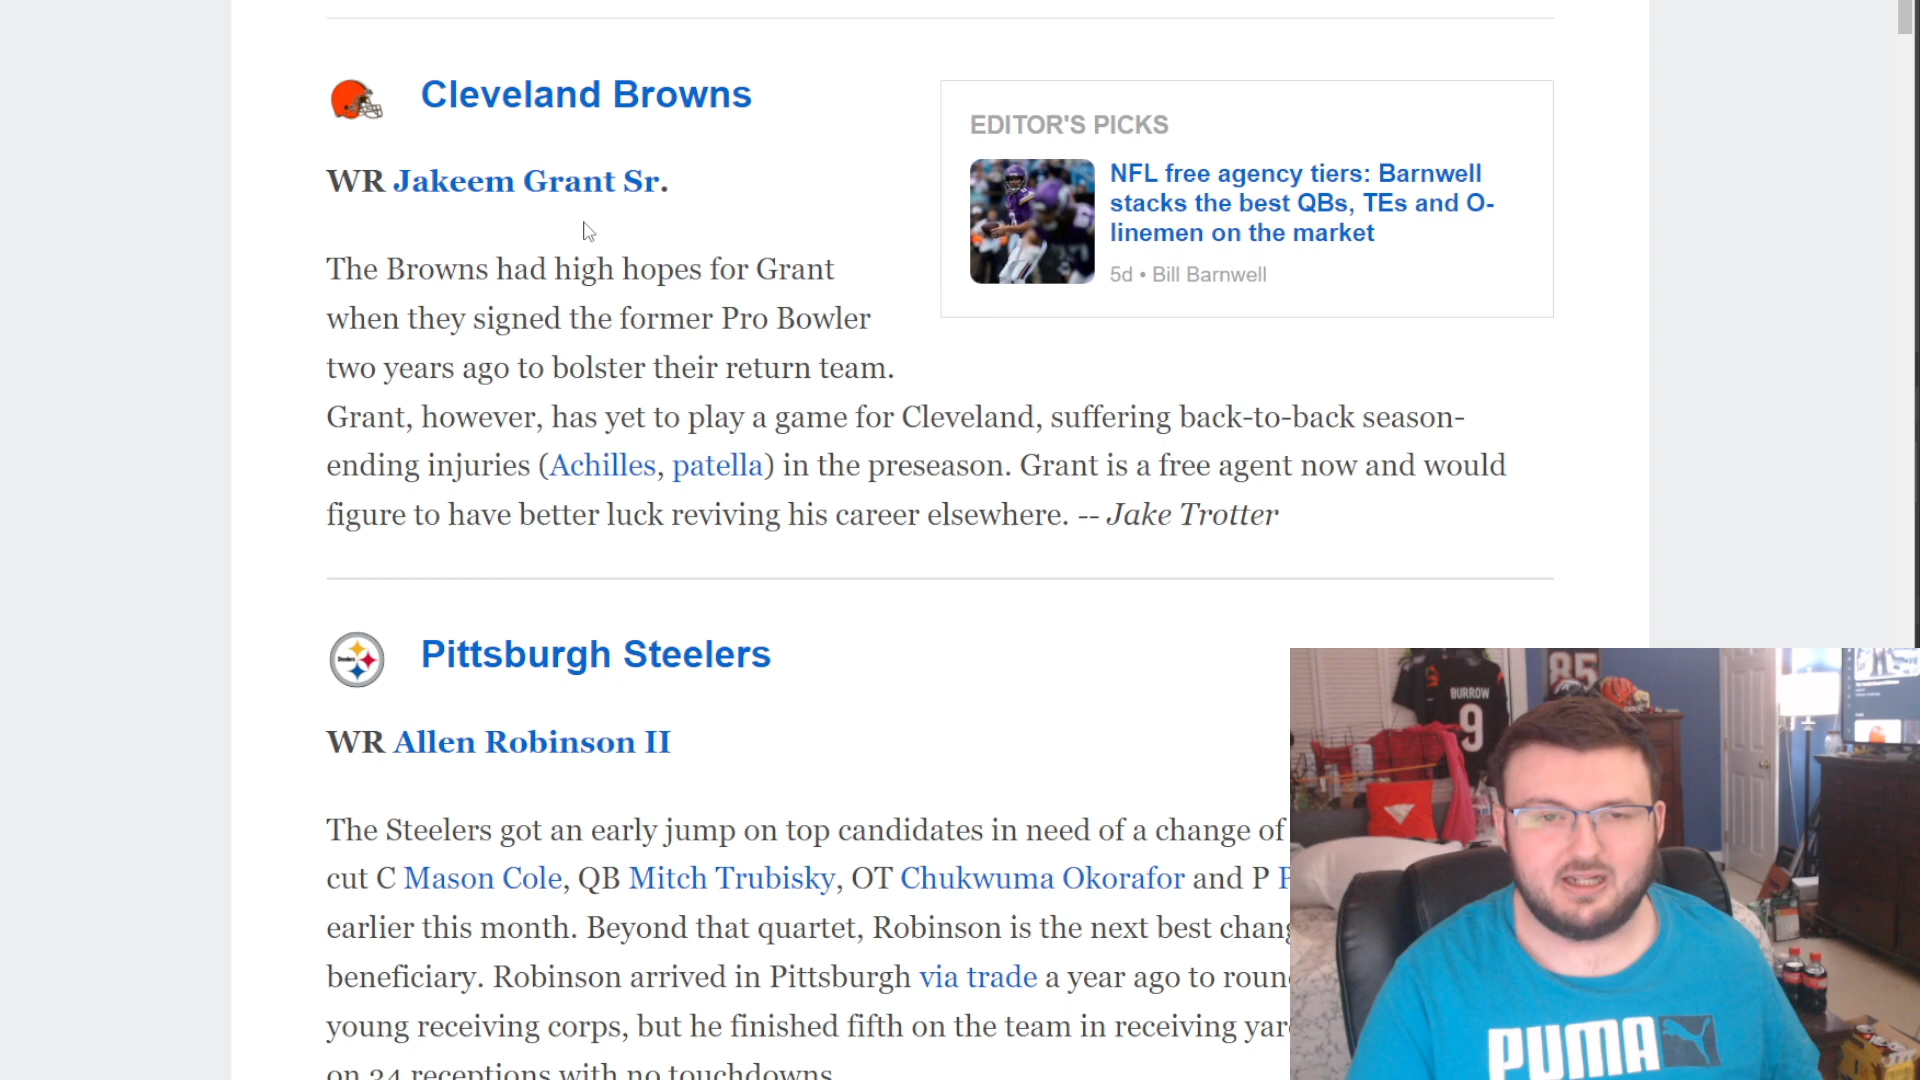 Cleveland Browns
WR Jakeem Grant Sr.
The Browns had high hopes for Grant
when they signed the former Pro Bowler
two years ago to bolster their return team.
Grant, however, has yet to play a game for Cleveland, suffering back-to-back season-
ending injuries (Achilles, patella) in the preseason. Grant is a free agent now and would
figure to have better luck reviving his career elsewhere. -- Jake Trotter
EDITOR'S PICKS
NFL free agency tiers: Barnwell
stacks the best QBs, TEs and O-
linemen on the market
5d • Bill Barnwell
Steelers
Pittsburgh Steelers
WR Allen Robinson II
The Steelers got an early jump on top candidates in need of a change of
cut C Mason Cole, QB Mitch Trubisky, OT Chukwuma Okorafor and P
earlier this month. Beyond that quartet, Robinson is the next best
beneficiary. Robinson arrived in Pittsburgh via trade a year ago to
young receiving corps, but he finished fifth on the team in receiving
on 34 receptions with no touchdowns.
85
BURROW
9
PUMA